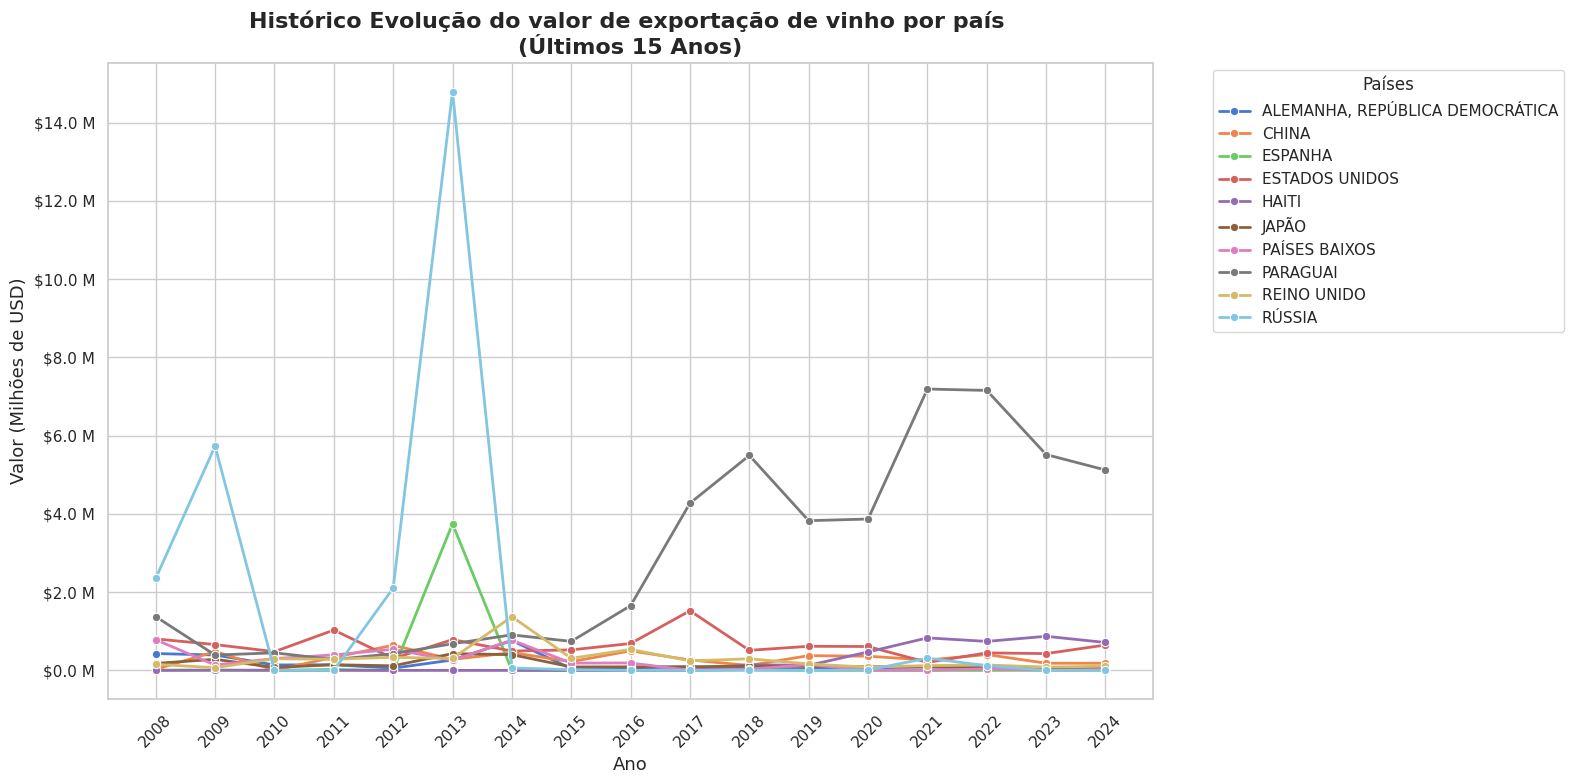 Histórico Evolução do valor de exportação de vinho por país
(Últimos 15 Anos)
Valor (Milhões de USD)
$14.0 M
$12.0 M
$10.0 M
$8.0 M
$6.0 M
$4.0 M
$2.0 M
$0.0 M
2008
2009
2010
2011
2012
2013
2014
2015
2016
2017
2018
2019
2020
2021
2022
2023
2024
Ano
Países
ALEMANHA, REPÚBLICA DEMOCRÁTICA
CHINA
ESPANHA
ESTADOS UNIDOS
HAITI
JAPÃO
PAÍSES BAIXOS
PARAGUAI
REINO UNIDO
RÚSSIA